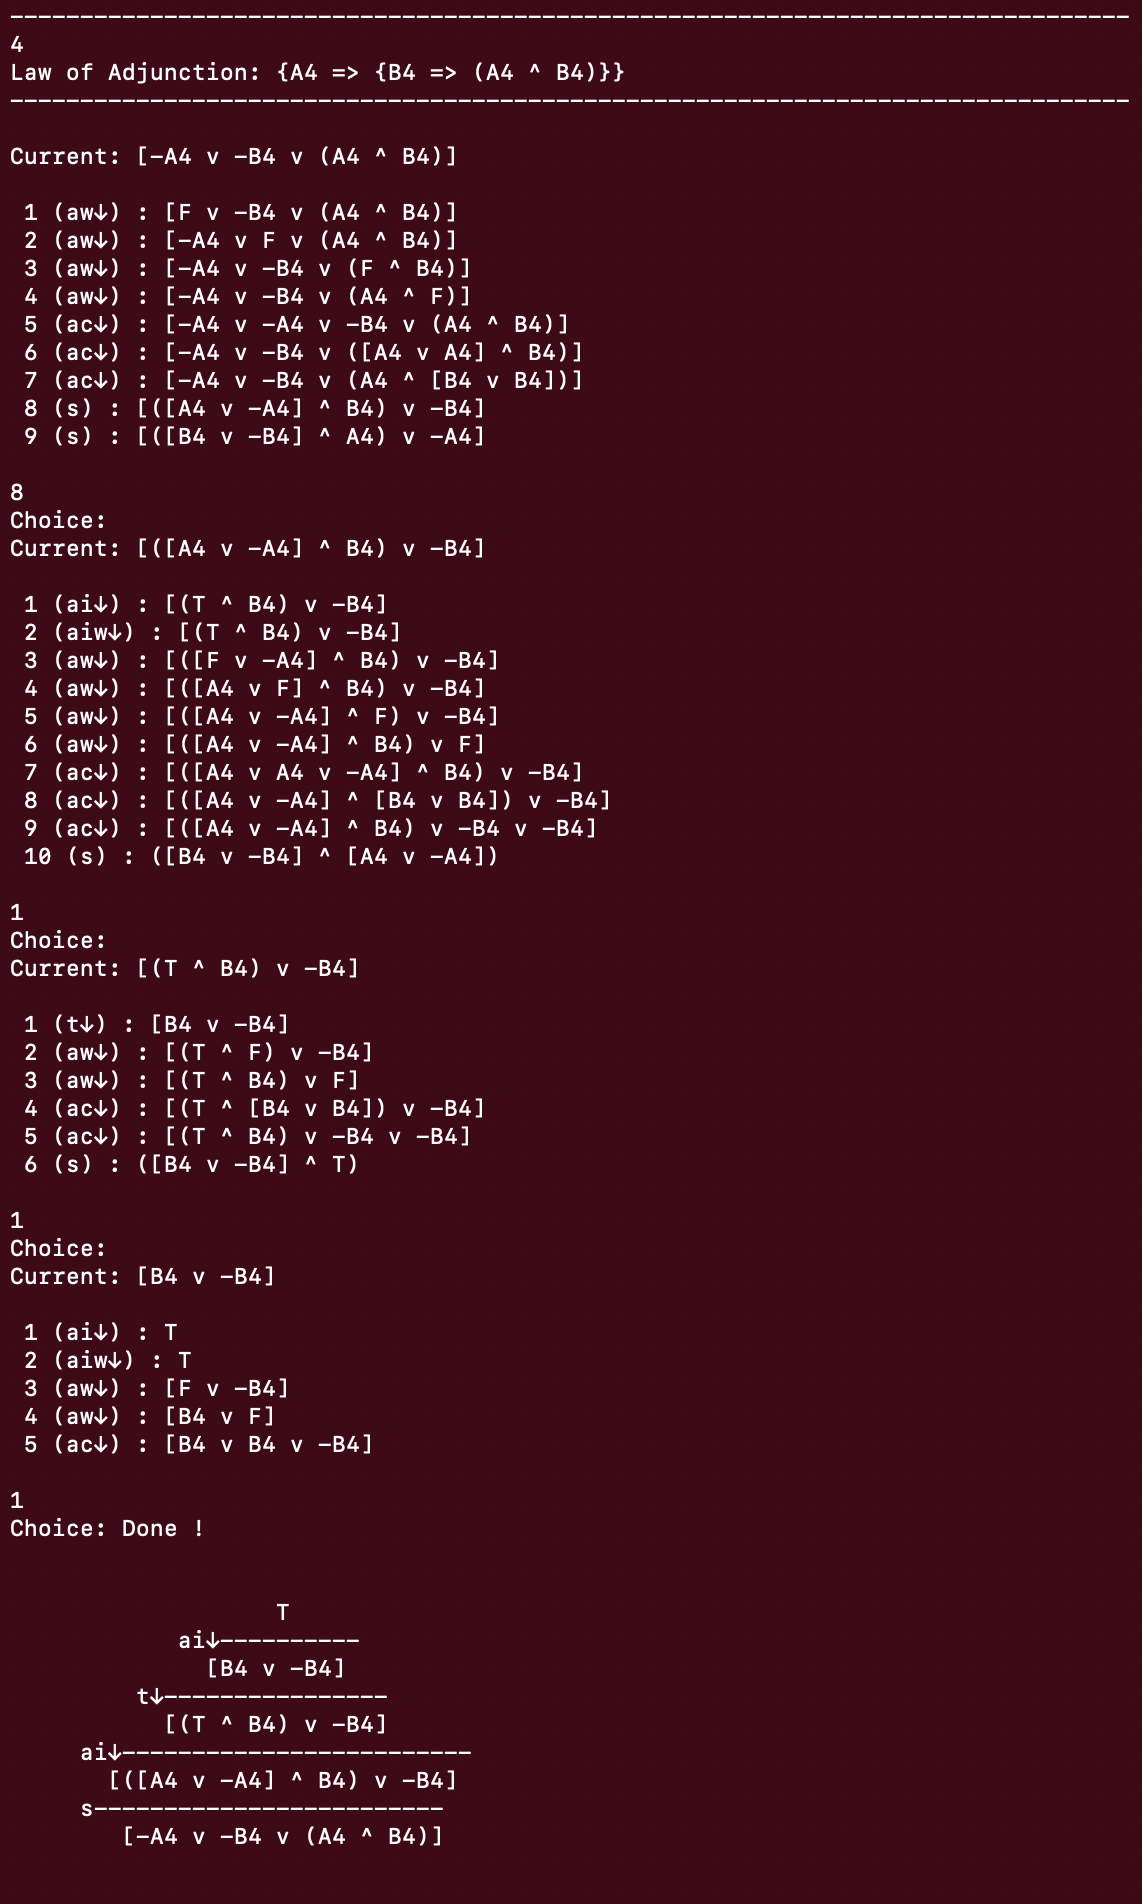 --------------------------------------------------------------------------------
4
Law of Adjunction: {A4 => {B4 => (A4 ^ B4)}}
--------------------------------------------------------------------------------
Current: [-A4 v -B4 v (A4 ^ B4)]
1 (aw↓) : [F v -B4 v (A4 ^ B4)]
2 (aw↓) : [-A4 v F v (A4 ^ B4)]
3 (aw↓) : [-A4 v -B4 v (F ^ B4)]
4 (aw↓) : [-A4 v -B4 v (A4 ^ F)]
5 (ac↓) : [-A4 v -A4 v -B4 v (A4 ^ B4)]
6 (ac↓) : [-A4 v -B4 v ([A4 v A4] ^ B4)]
7 (ac↓) : [-A4 v -B4 v (A4 ^ [B4 v B4])]
8 (s) : [([A4 v -A4] ^ B4) v -B4]
9 (s) : [([B4 v -B4] ^ A4) v -A4]
8
Choice:
Current: [([A4 v -A4] ^ B4) v -B4]
1 (ai↓) : [(T ^ B4) v -B4]
2 (aiw↓) : [(T ^ B4) v -B4]
3 (aw↓) : [([F v -A4] ^ B4) v -B4]
4 (aw↓) : [([A4 v F] ^ B4) v -B4]
5 (aw↓) : [([A4 v -A4] ^ F) v -B4]
6 (aw↓) : [([A4 v -A4] ^ B4) v F]
7 (ac↓) : [([A4 v A4 v -A4] ^ B4) v -B4]
8 (ac↓) : [([A4 v -A4] ^ [B4 v B4]) v -B4]
9 (ac↓) : [([A4 v -A4] ^ B4) v -B4 v -B4]
10 (s) : ([B4 v -B4] ^ [A4 v -A4])
1
Choice:
Current: [(T ^ B4) v -B4]
1 (t↓) : [B4 v -B4]
2 (aw↓) : [(T ^ F) v -B4]
3 (aw↓) : [(T ^ B4) v F]
4 (ac↓) : [(T ^ [B4 v B4]) v -B4]
5 (ac↓) : [(T ^ B4) v -B4 v -B4]
6 (s) : ([B4 v -B4] ^ T)
1
Choice:
Current: [B4 v -B4]
1 (ai↓) : T
2 (aiw↓) : T
3 (aw↓) : [F v -B4]
4 (aw↓) : [B4 v F]
5 (ac↓) : [B4 v B4 v -B4]
1
Choice: Done !
T
ai↓----------
[B4 v -B4]
t↓----------------
[(T ^ B4) v -B4]
ai↓-------------------------
[([A4 v -A4] ^ B4) v -B4]
s-------------------------
[-A4 v -B4 v (A4 ^ B4)]